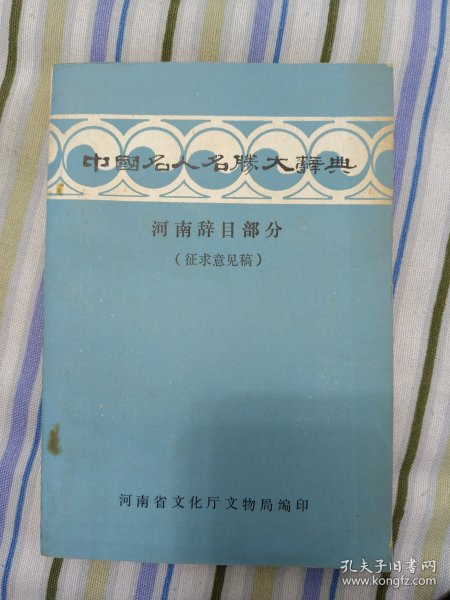 中國名人名勝大辭典
河南辞目部分
（征求意见稿）
河南省文化厅文物局编印
孔夫子旧书网
www.kongfz.com